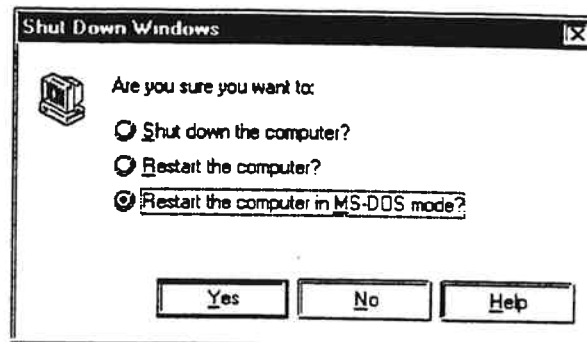 Shut Down Windows
Are you sure you want to:
Shut down the computer?
Restart the computer?
Restart the computer in MS-DOS mode?
Yes No Help